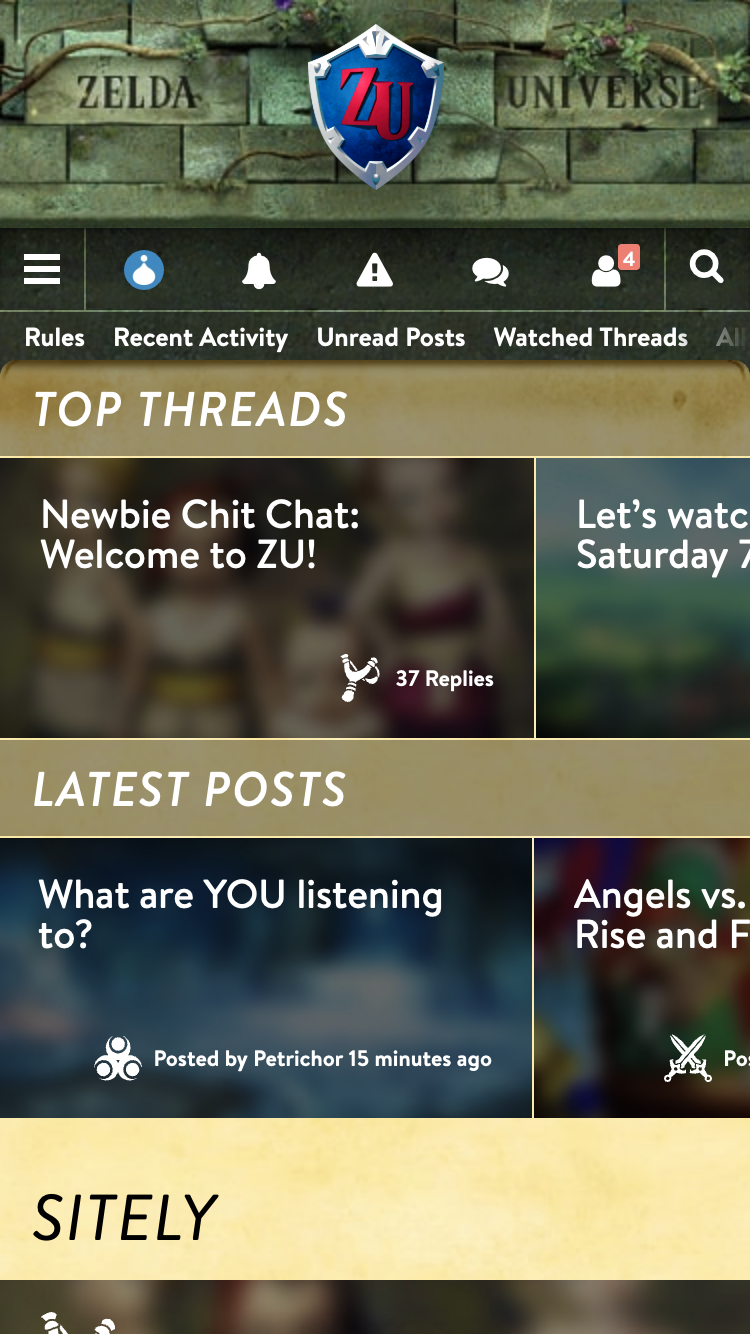 ZELDA ZU UNIVERSE
4
Rules Recent Activity Unread Posts Watched Threads All
TOP THREADS
Newbie Chit Chat: Let's watc
Welcome to ZU! Saturday 7
37 Replies
LATEST POSTS
What are YOU listening Angels vs.
to? Rise and F
Posted by Petrichor 15 minutes ago Pos
SITELY